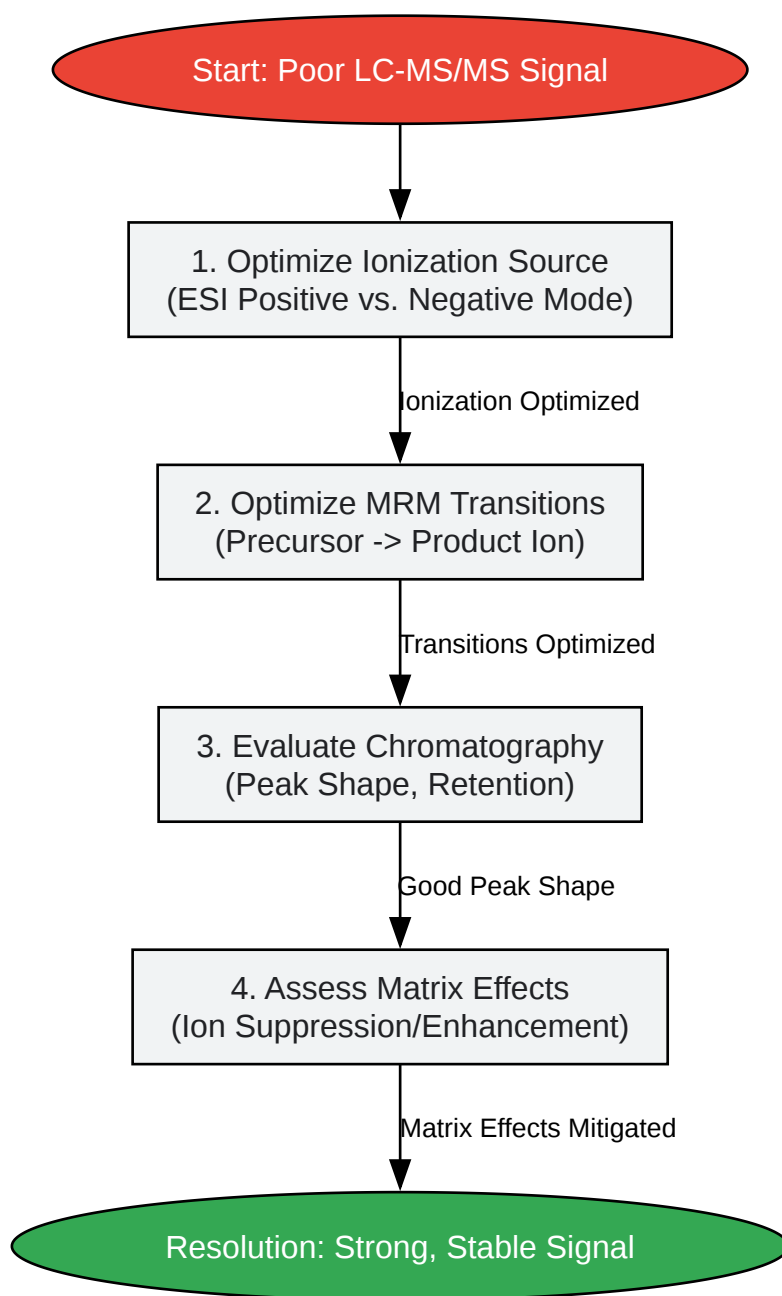 Start: Poor LC-MS/MS Signal
1. Optimize Ionization Source
(ESI Positive vs. Negative Mode)
Ionization Optimized
2. Optimize MRM Transitions
(Precursor -> Product Ion)
Transitions Optimized
3. Evaluate Chromatography
(Peak Shape, Retention)
Good Peak Shape
4. Assess Matrix Effects
(Ion Suppression/Enhancement)
Matrix Effects Mitigated
Resolution: Strong, Stable Signal